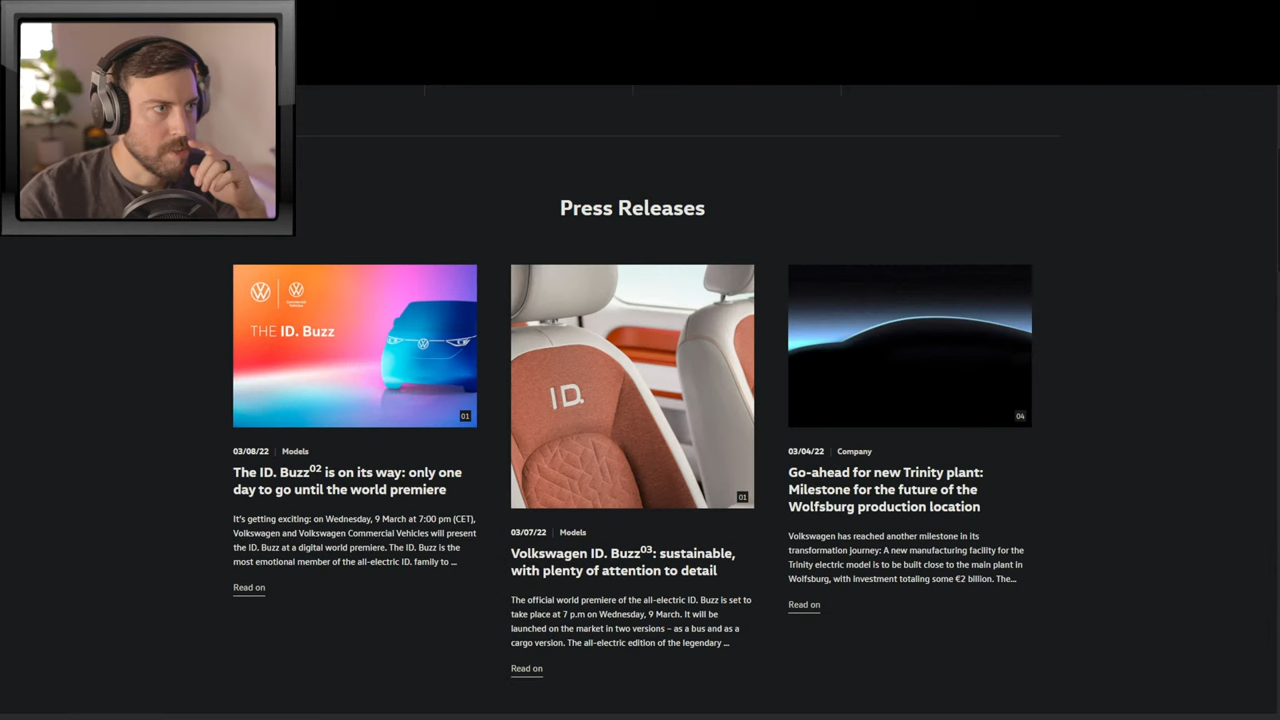 Press Releases
THE ID. Buzz
01
03/08/22 | Models
The ID. Buzz02 is on its way: only one
day to go until the world premiere
It's getting exciting: on Wednesday, 9 March at 7:00 pm (CET),
Volkswagen and Volkswagen Commercial Vehicles will present
the ID. Buzz at a digital world premiere. The ID. Buzz is the
most emotional member of the all-electric ID. family to ...
Read on
ID.
01
03/07/22 | Models
Volkswagen ID. Buzz03: sustainable,
with plenty of attention to detail
The official world premiere of the all-electric ID. Buzz is set to
take place at 7 p.m on Wednesday, 9 March. It will be
launched on the market in two versions – as a bus and as a
cargo version. The all-electric edition of the legendary ...
Read on
04
03/04/22 | Company
Go-ahead for new Trinity plant:
Milestone for the future of the
Wolfsburg production location
Volkswagen has reached another milestone in its
transformation journey: A new manufacturing facility for the
Trinity electric model is to be built close to the main plant in
Wolfsburg, with investment totaling some €2 billion. The...
Read on